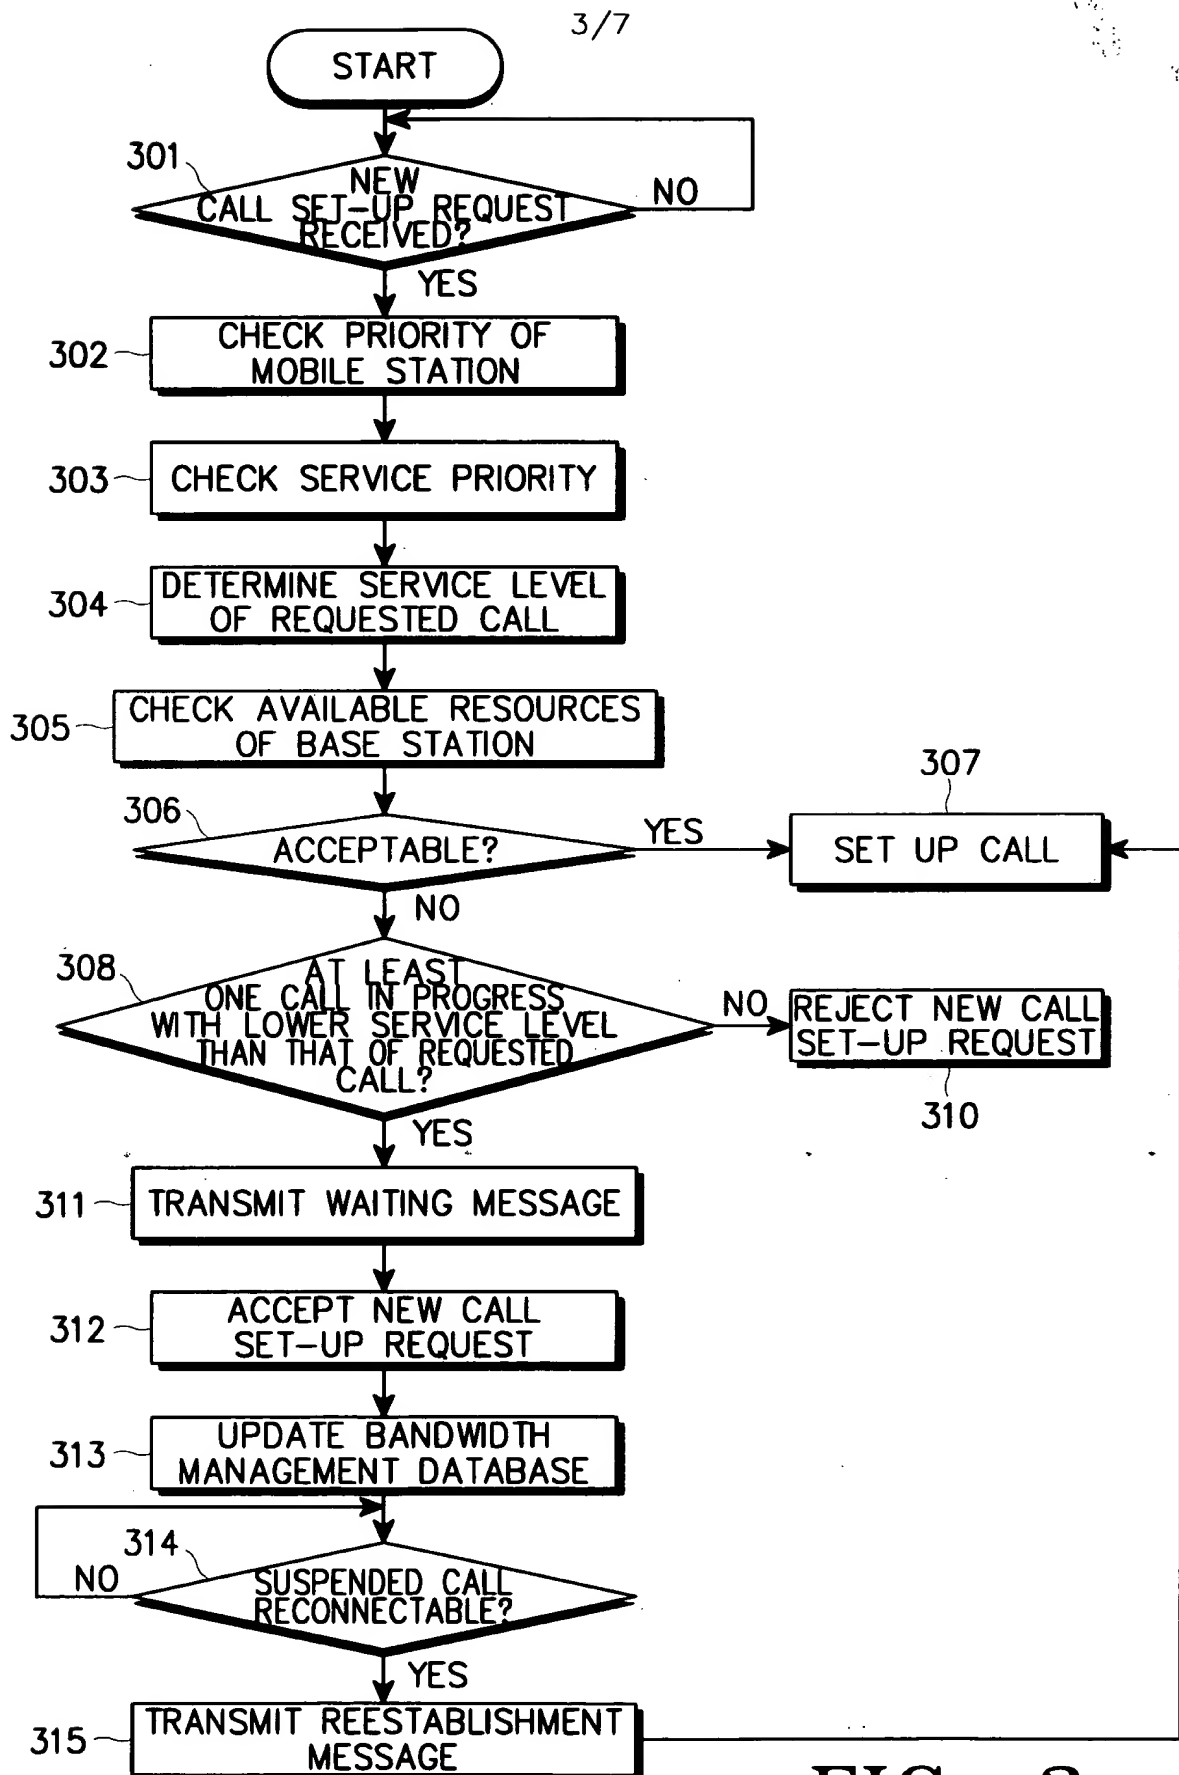 3/7
START
301
NEW
CALL SET-UP REQUEST
RECEIVED?
NO
YES
302
CHECK PRIORITY OF
MOBILE STATION
303
CHECK SERVICE PRIORITY
304
DETERMINE SERVICE LEVEL
OF REQUESTED CALL
305
CHECK AVAILABLE RESOURCES
OF BASE STATION
306
ACCEPTABLE?
YES
307
SET UP CALL
NO
308
AT LEAST
ONE CALL IN PROGRESS
WITH LOWER SERVICE LEVEL
THAN THAT OF REQUESTED
CALL?
NO
REJECT NEW CALL
SET-UP REQUEST
310
YES
311
TRANSMIT WAITING MESSAGE
312
ACCEPT NEW CALL
SET-UP REQUEST
313
UPDATE BANDWIDTH
MANAGEMENT DATABASE
314
NO
SUSPENDED CALL
RECONNECTABLE?
YES
315
TRANSMIT REESTABLISHMENT
MESSAGE